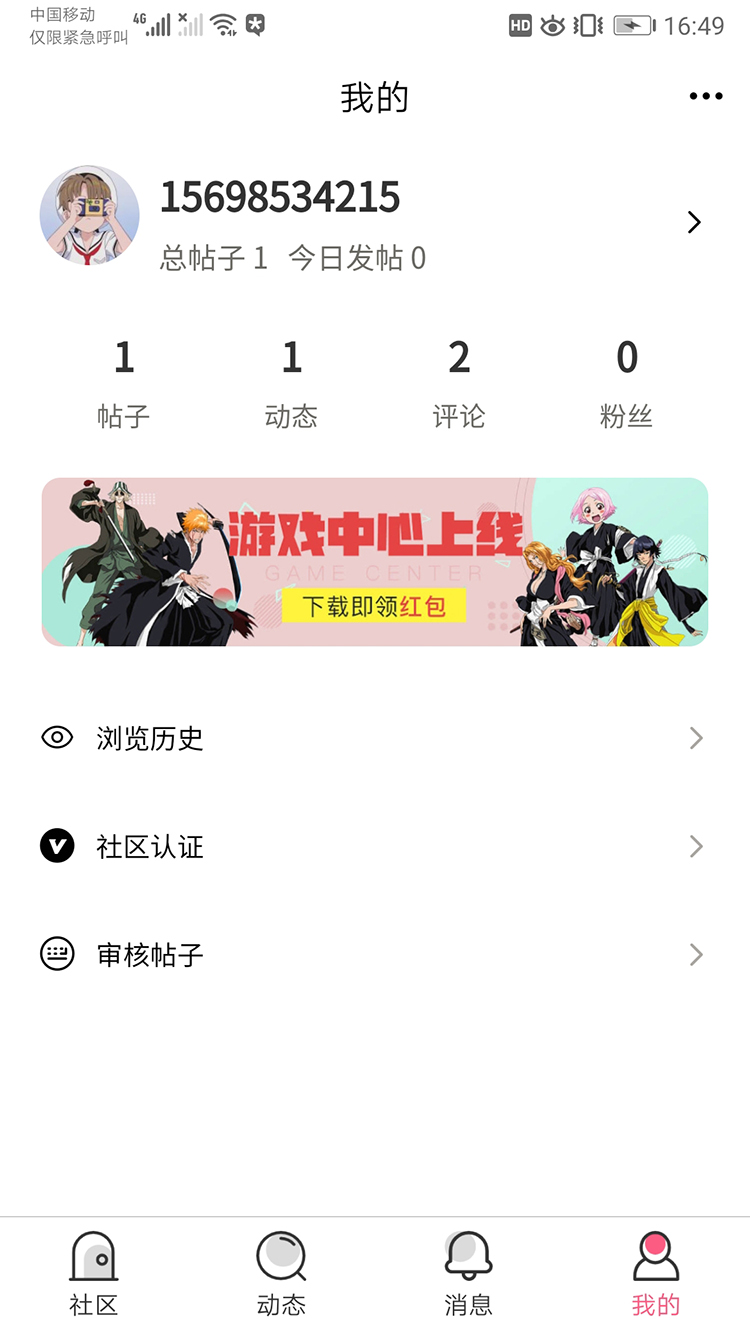 中国移动
仅限紧急呼叫
4G
HD
16:49
我的
15698534215
总帖子 1 今日发帖 0
1 1 2 0
帖子 动态 评论 粉丝
游戏中心上线
GAME CENTER
下载即领红包
浏览历史
社区认证
审核帖子
社区 动态 消息 我的